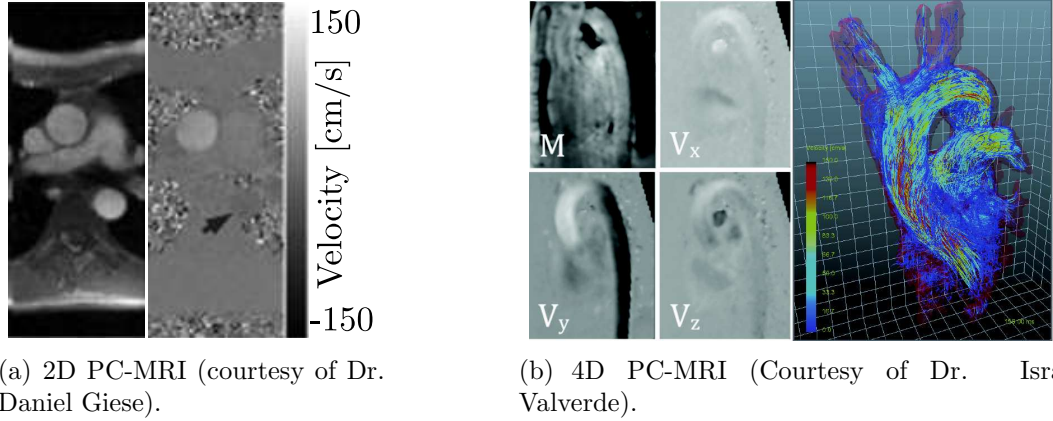 150
Velocity [cm/s]
-150
M
Vx
Vy
Vz
(a) 2D PC-MRI (courtesy of Dr.
Daniel Giese).
(b) 4D PC-MRI (Courtesy of Dr. Isra
Valverde).